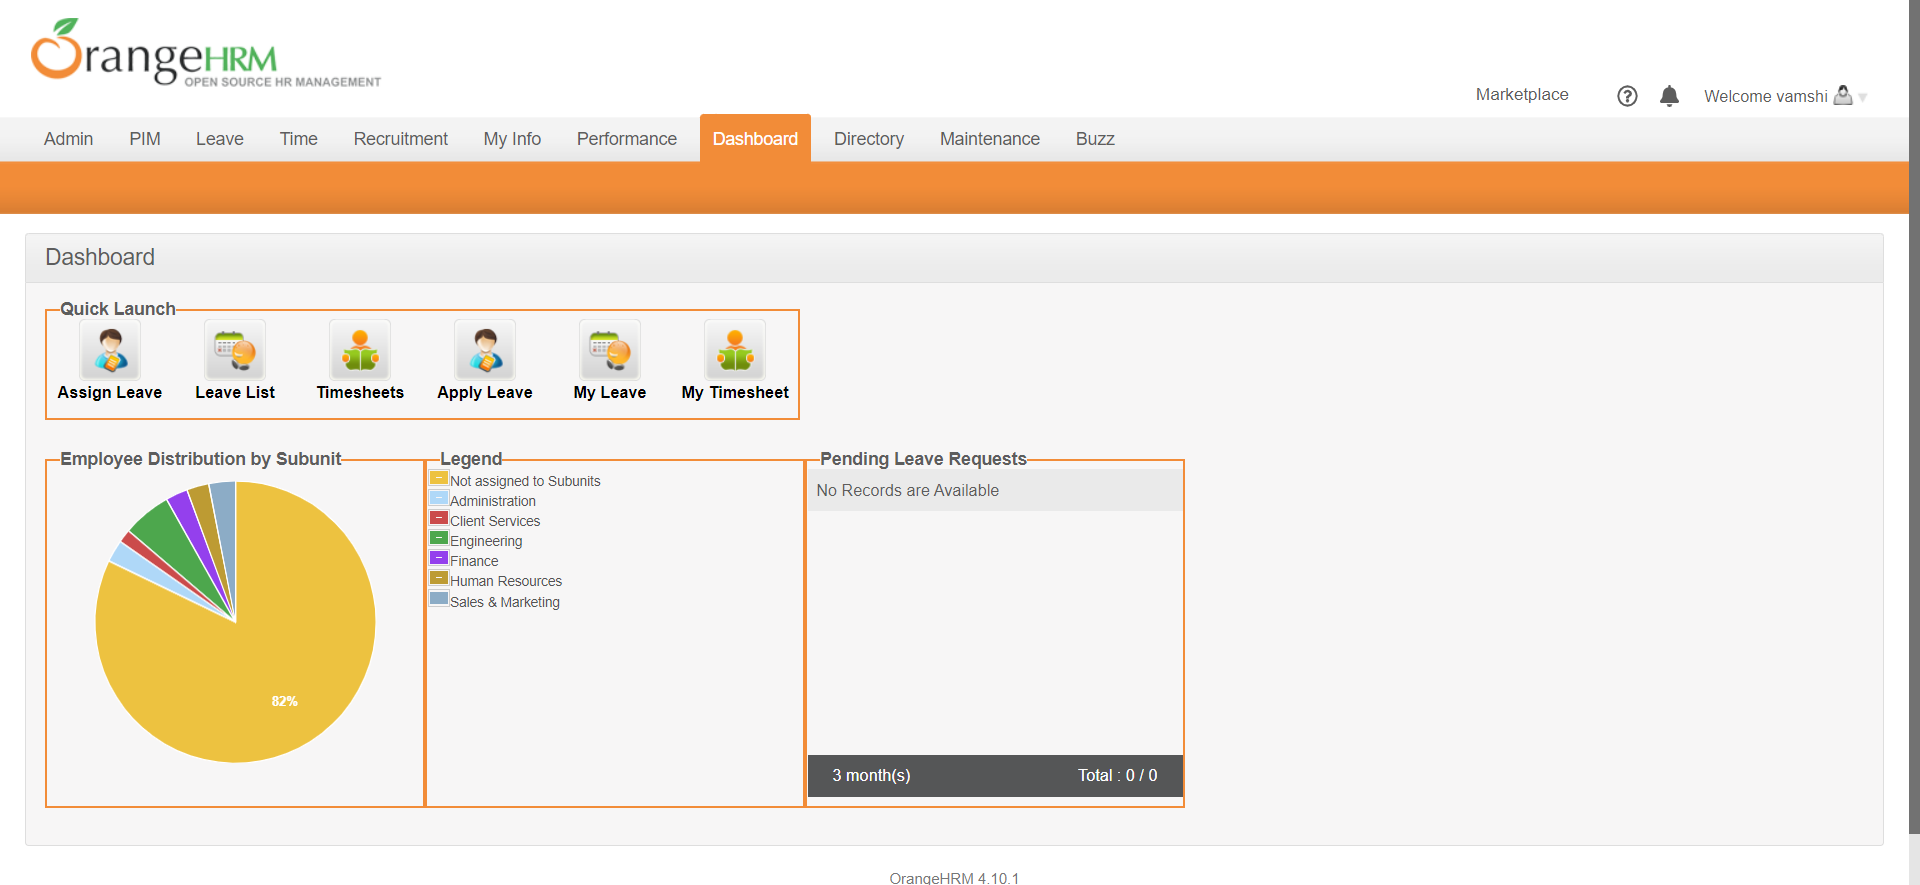 OrangeHRM
OPEN SOURCE HR MANAGEMENT
Marketplace
Welcome vamshi
Admin PIM Leave Time Recruitment My Info Performance Dashboard Directory Maintenance Buzz
Dashboard
Quick Launch
Assign Leave Leave List Timesheets Apply Leave My Leave My Timesheet
Employee Distribution by Subunit
82%
Legend
Not assigned to Subunits
Administration
Client Services
Engineering
Finance
Human Resources
Sales & Marketing
Pending Leave Requests
No Records are Available
3 month(s) Total : 0 / 0
OrangeHRM 4.10.1